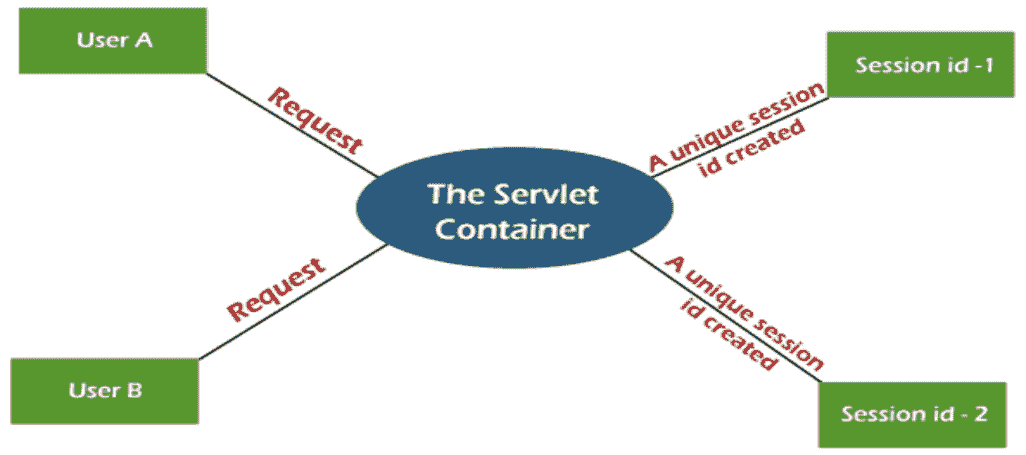 User A
Request
The Servlet
Container
Request
User B
A unique session
id created
Session id -1
A unique session
id created
Session id - 2